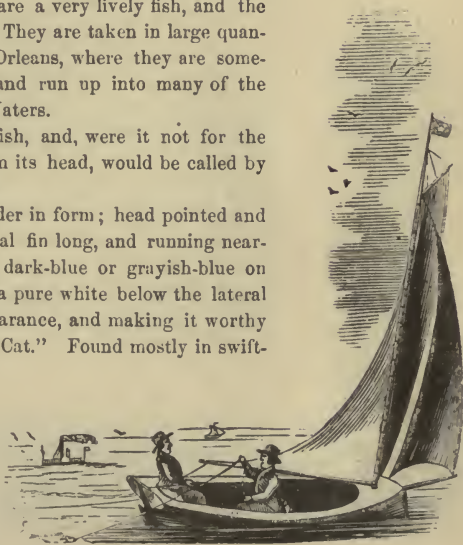 are a very lively fish, and the
They are taken in large quan-
Orleans, where they are some-
and run up into many of the
aters.
ish, and, were it not for the
n its head, would be called by
der in form; head pointed and
al fin long, and running near-
dark-blue or grayish-blue on
a pure white below the lateral
arance, and making it worthy
Cat." Found mostly in swift-